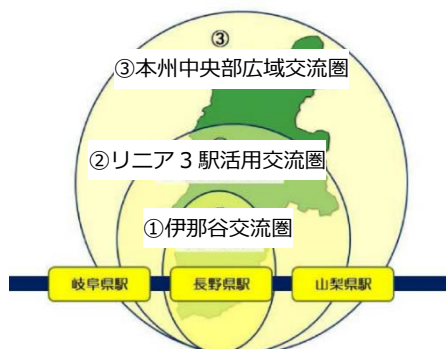 ③
③本州中央部広域交流圏
②リニア３駅活用交流圏
①伊那谷交流圏
岐阜県駅
長野県駅
山梨県駅